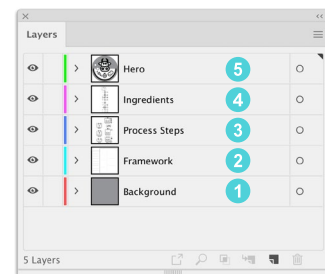 Layers
Hero 5
Ingredients 4
Process Steps 3
Framework 2
Background 1
5 Layers